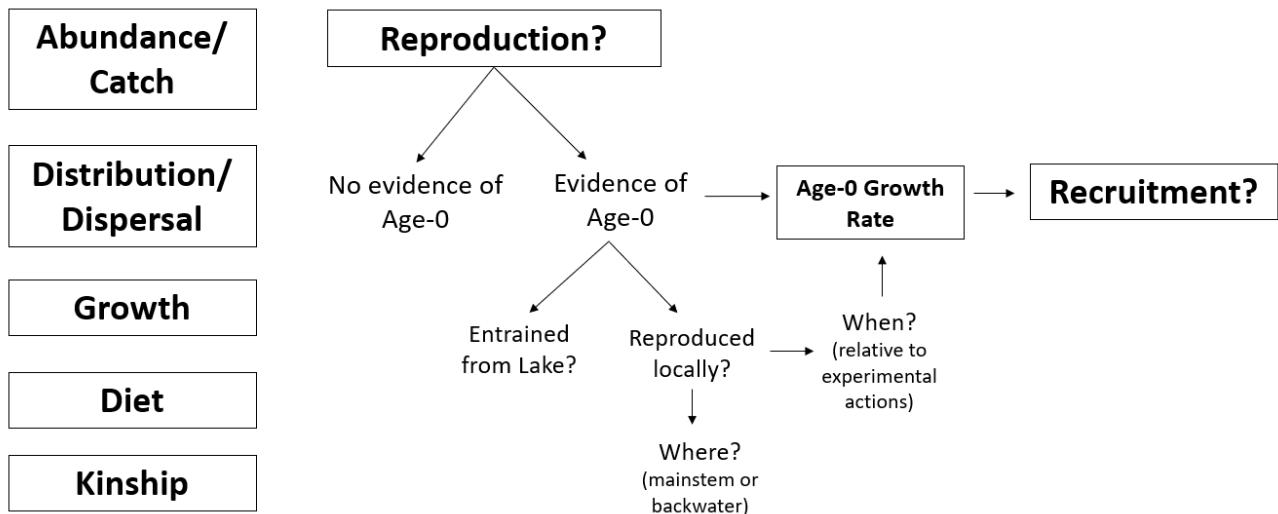 Abundance/
Catch
Distribution/
Dispersal
Growth
Diet
Kinship
Reproduction?
No evidence of
Age-0
Evidence of
Age-0
Age-0 Growth
Rate
Recruitment?
Entrained
from Lake?
Reproduced
locally?
When?
(relative to
experimental
actions)
Where?
(mainstem or
backwater)